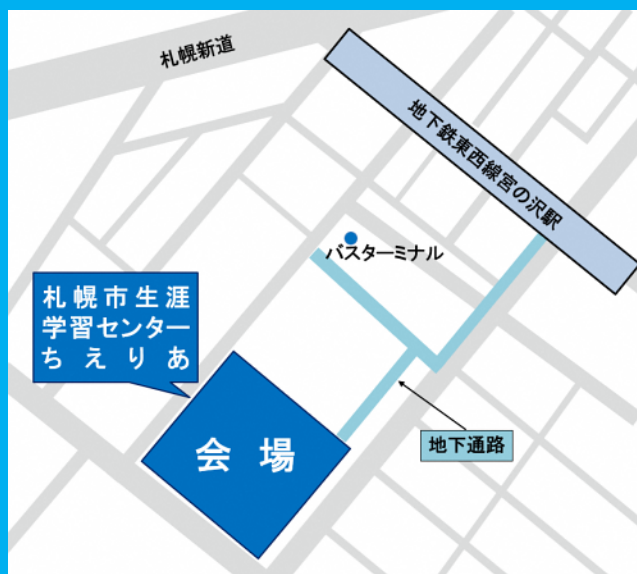 札幌新道
地下鉄東西線宮の沢駅
バスターミナル
札幌市生涯
学習センター
ちえりあ
会場
地下通路